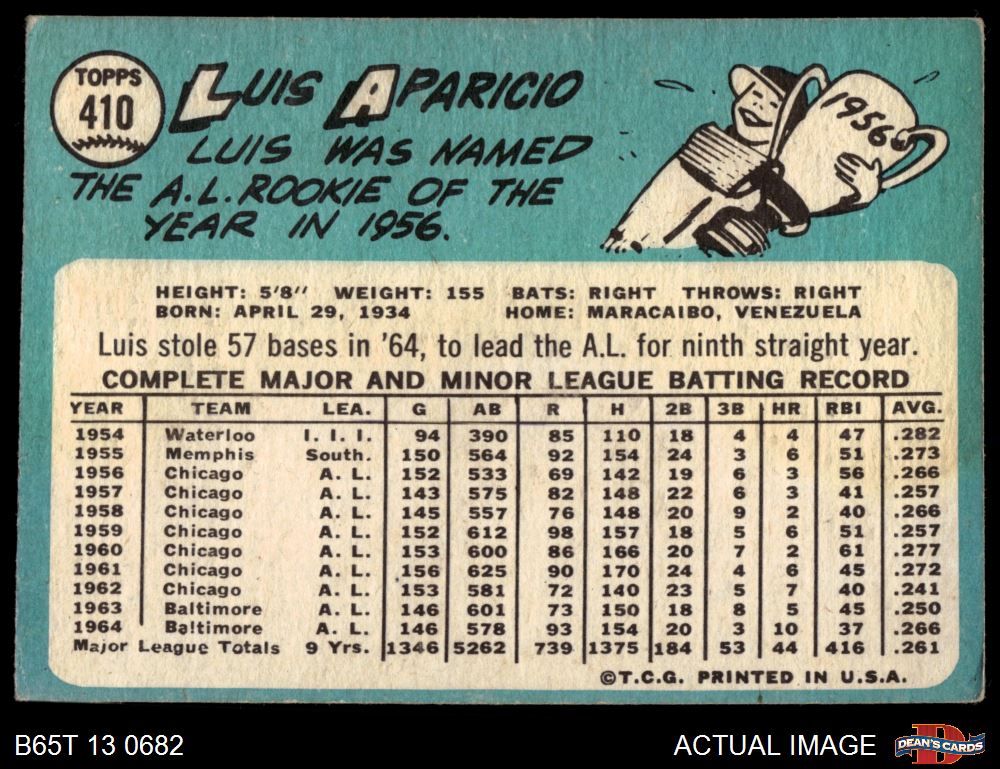 TOPPS
410
LUIS APARICIO
LUIS WAS NAMED
THE A.L. ROOKIE OF THE
YEAR IN 1956.
1956
HEIGHT: 5'8" WEIGHT: 155 BATS: RIGHT THROWS: RIGHT
BORN: APRIL 29, 1934 HOME: MARACAIBO, VENEZUELA
Luis stole 57 bases in '64, to lead the A.L. for ninth straight year.
COMPLETE MAJOR AND MINOR LEAGUE BATTING RECORD
YEAR TEAM LEA. G AB R H 2B 3B HR RBI AVG.
1954 Waterloo I. I. I. 94 390 85 110 18 4 4 47 .282
1955 Memphis South. 150 564 92 154 24 3 6 51 .273
1956 Chicago A. L. 152 533 69 142 19 6 3 56 .266
1957 Chicago A. L. 143 575 82 148 22 6 3 41 .257
1958 Chicago A. L. 145 557 76 148 20 9 2 40 .266
1959 Chicago A. L. 152 612 98 157 18 5 6 51 .257
1960 Chicago A. L. 153 600 86 166 20 7 2 61 .277
1961 Chicago A. L. 156 625 90 170 24 4 6 45 .272
1962 Chicago A. L. 153 581 72 140 23 5 7 40 .241
1963 Baltimore A. L. 146 601 73 150 18 8 5 45 .250
1964 Baltimore A. L. 146 578 93 154 20 3 10 37 .266
Major League Totals 9 Yrs. 1346 5262 739 1375 184 53 44 416 .261
©T.C.G. PRINTED IN U.S.A.
B65T 13 0682 ACTUAL IMAGE DEAN'S CARDS